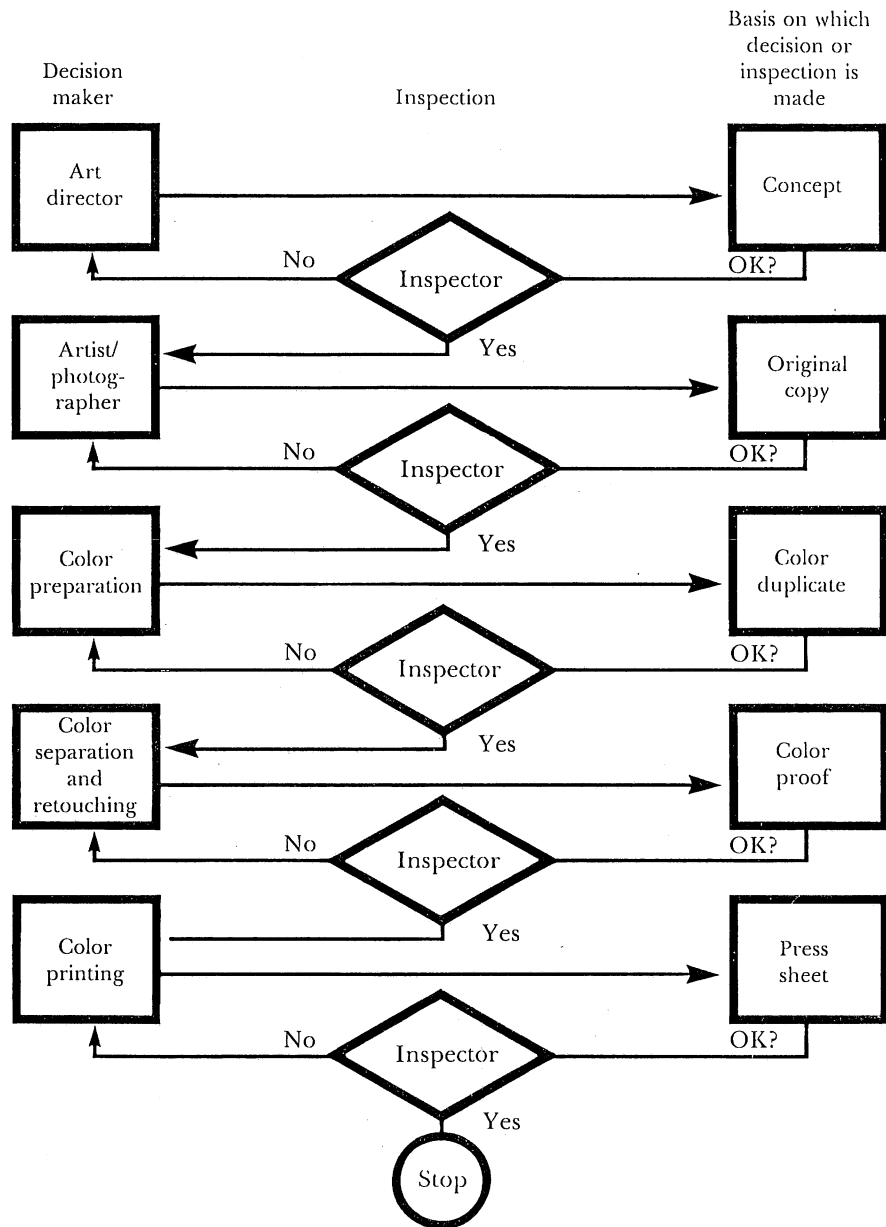 Basis on which
decision or
inspection is
made
Decision
maker
Inspection
Art
director
Concept
No
Inspector
OK?
Yes
Artist/
photog-
rapher
Original
copy
No
Inspector
OK?
Yes
Color
preparation
Color
duplicate
No
Inspector
OK?
Yes
Color
separation
and
retouching
Color
proof
No
Inspector
OK?
Yes
Color
printing
Press
sheet
No
Inspector
OK?
Yes
Stop